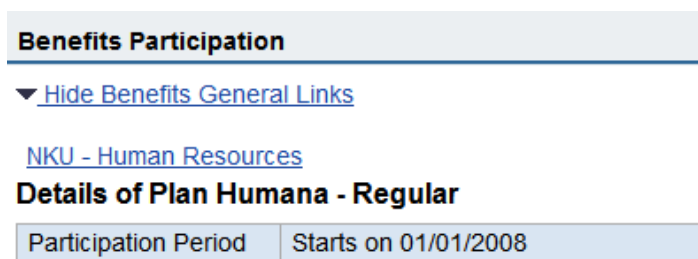 Benefits Participation
Hide Benefits General Links
NKU - Human Resources
Details of Plan Humana - Regular
Participation Period Starts on 01/01/2008